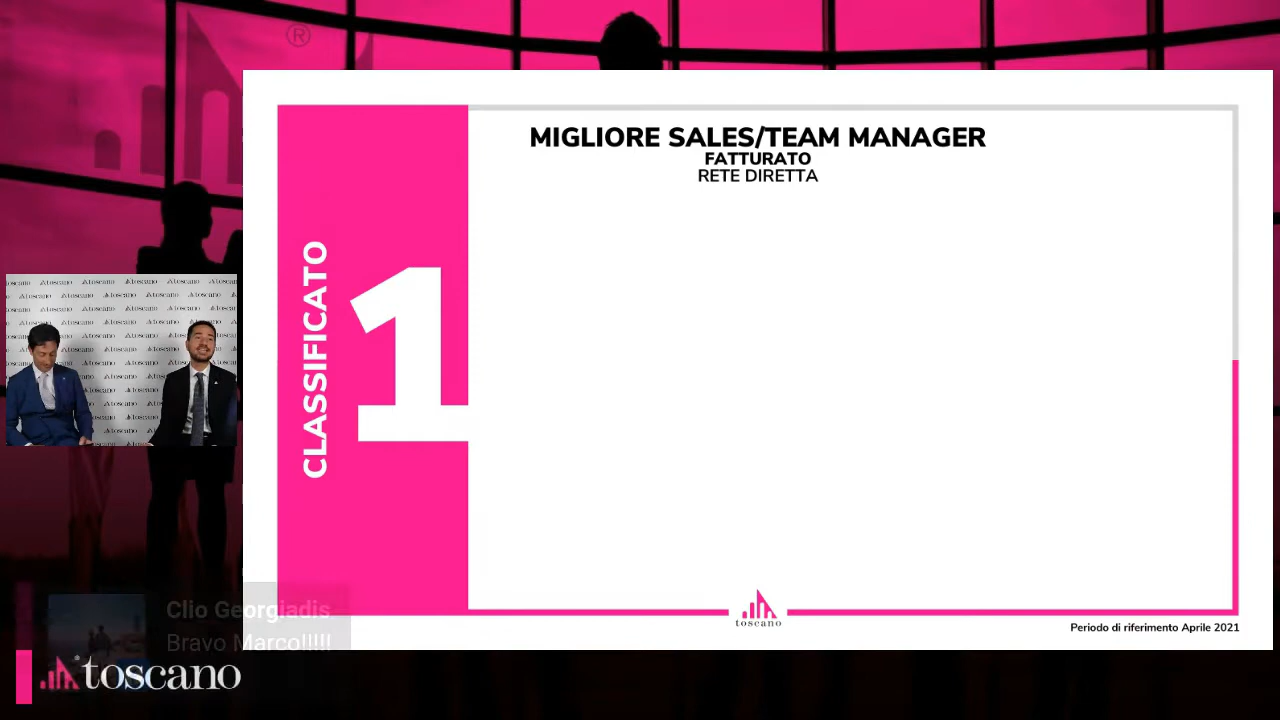 ®
MIGLIORE SALES/TEAM MANAGER
FATTURATO
RETE DIRETTA
CLASSIFICATO
1
toscano
Periodo di riferimento Aprile 2021
Clio Georgiadis
Bravo Marco!!!!!
toscano